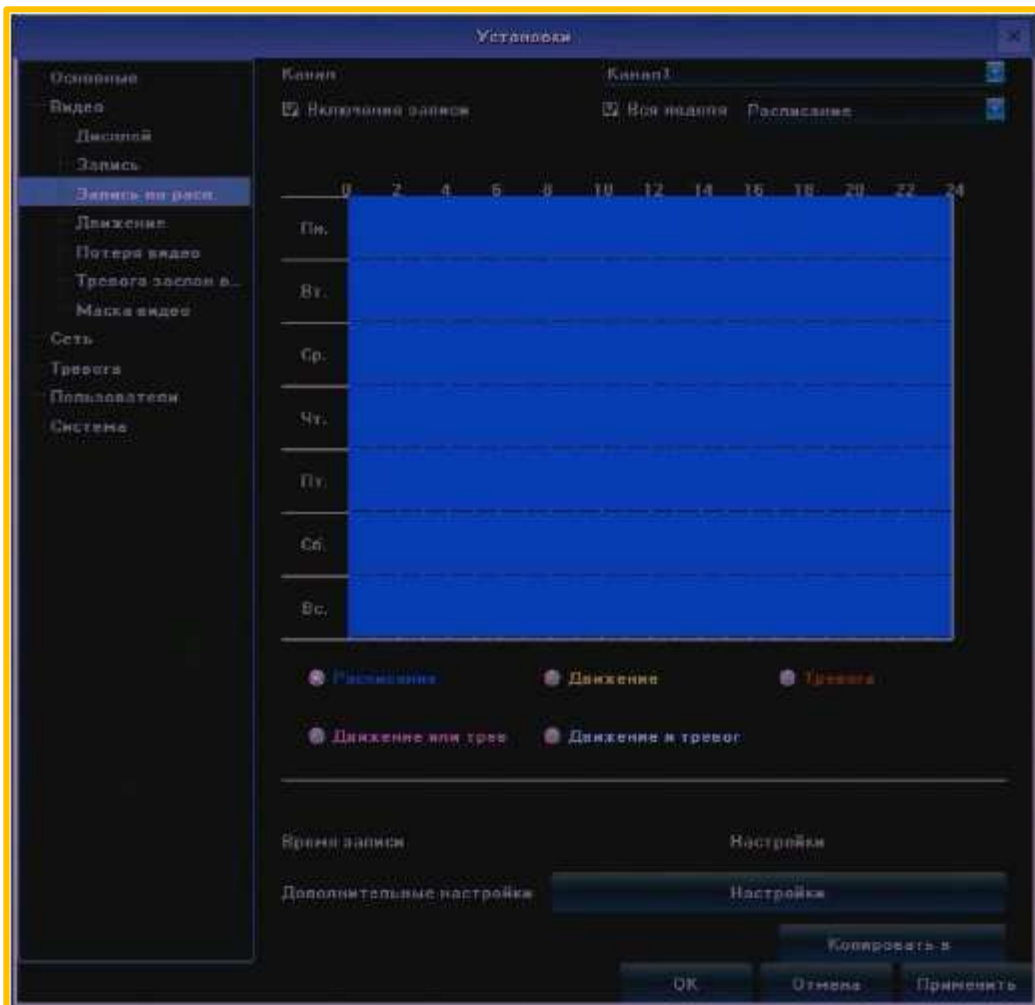 Установки
Основные
Видео
Дисплей
Запись
Запись по расп.
Движение
Потеря видео
Тревога заслон в...
Маска видео
Сеть
Тревога
Пользователи
Система
Канал Канал1
Включение записи Вся неделя Расписание
0 2 4 6 8 10 12 14 16 18 20 22 24
Пн.
Вт.
Ср.
Чт.
Пт.
Сб.
Вс.
Расписание Движение Тревога
Движение или трев Движение и тревог
Время записи Настройки
Дополнительные настройки Настройки
Копировать в
OK Отмена Применить